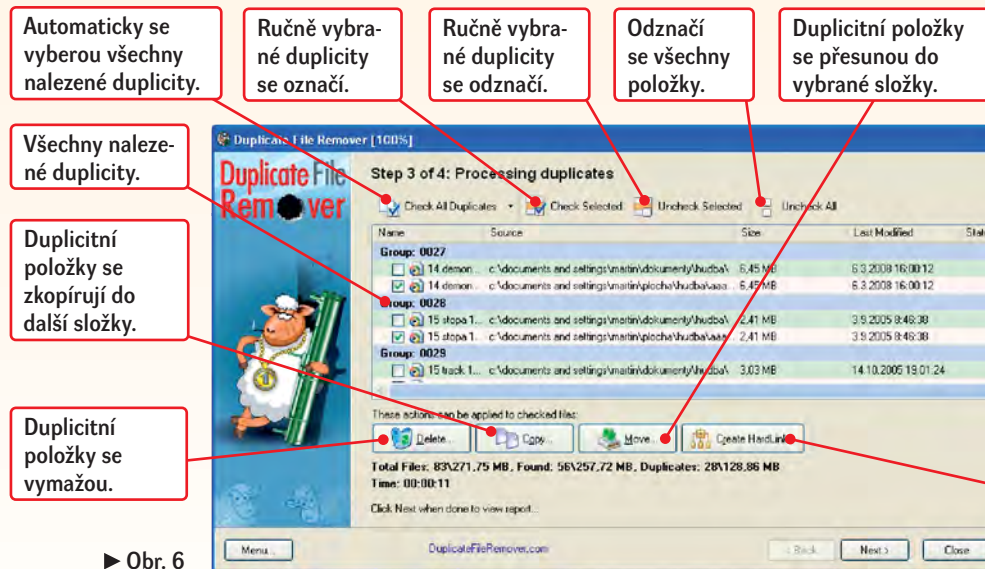 Automaticky se
vyberou všechny
nalezené duplicity.
Ručně vybra-
né duplicity
se označí.
Ručně vybra-
né duplicity
se odznačí.
Odznačí
se všechny
položky.
Duplicitní položky
se přesunou do
vybrané složky.
Všechny naleze-
né duplicity.
Duplicitní
položky se
zkopírují do
další složky.
Duplicitní
položky se
vymažou.
► Obr. 6
Duplicate File Remover [100%]
Duplicate File
Remover
Step 3 of 4: Processing duplicates
Check All Duplicates Check Selected Uncheck Selected Uncheck All
Name Source Size Last Modified Stat
Group: 0027
14 demon... c:\documents and settings\martin\dokumenty\hudba\ 6,45 MB 6.3.2008 16:00:12
14 demon... c:\documents and settings\martin\plocha\hudba\aaa... 6,45 MB 6.3.2008 16:00:12
Group: 0028
15 stopa 1... c:\documents and settings\martin\dokumenty\hudba\ 2,41 MB 3.9.2005 8:46:38
15 stopa 1... c:\documents and settings\martin\plocha\hudba\aaa... 2,41 MB 3.9.2005 8:46:38
Group: 0029
15 track 1... c:\documents and settings\martin\dokumenty\hudba\ 3,03 MB 14.10.2005 19:01:24
These actions can be applied to checked files:
Delete... Copy... Move... Create HardLink
Total Files: 83\271,75 MB, Found: 56\257,72 MB, Duplicates: 28\128,86 MB
Time: 00:00:11
Click Next when done to view report...
Menu... DuplicateFileRemover.com < Back Next > Close